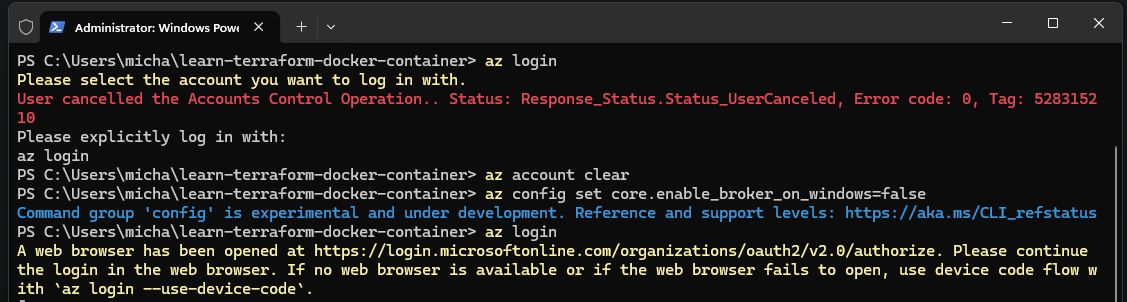 Administrator: Windows Powe
PS C:\Users\micha\learn-terraform-docker-container> az login
Please select the account you want to log in with.
User cancelled the Accounts Control Operation.. Status: Response_Status.Status_UserCanceled, Error code: 0, Tag: 5283152
10
Please explicitly log in with:
az login
PS C:\Users\micha\learn-terraform-docker-container> az account clear
PS C:\Users\micha\learn-terraform-docker-container> az config set core.enable_broker_on_windows=false
Command group 'config' is experimental and under development. Reference and support levels: https://aka.ms/CLI_refstatus
PS C:\Users\micha\learn-terraform-docker-container> az login
A web browser has been opened at https://login.microsoftonline.com/organizations/oauth2/v2.0/authorize. Please continue
the login in the web browser. If no web browser is available or if the web browser fails to open, use device code flow w
ith `az login --use-device-code`.